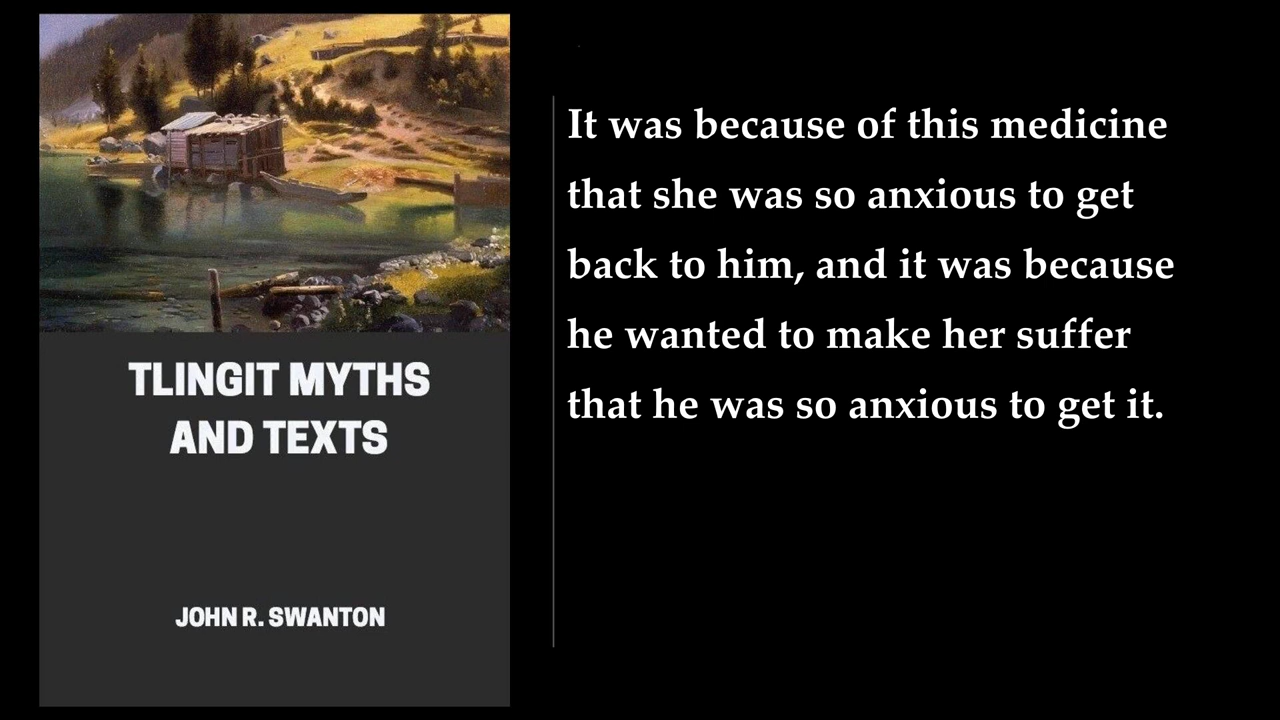 TLINGIT MYTHS
AND TEXTS
JOHN R. SWANTON
It was because of this medicine
that she was so anxious to get
back to him, and it was because
he wanted to make her suffer
that he was so anxious to get it.